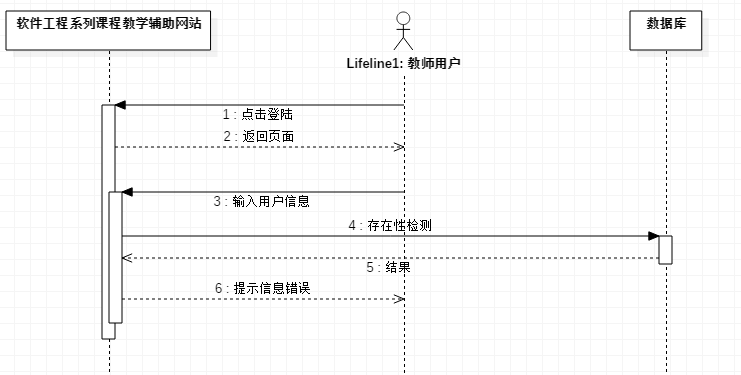 软件工程系列课程教学辅助网站
数据库
Lifeline1: 教师用户
1 : 点击登陆
2 : 返回页面
3 : 输入用户信息
4 : 存在性检测
5 : 结果
6 : 提示信息错误